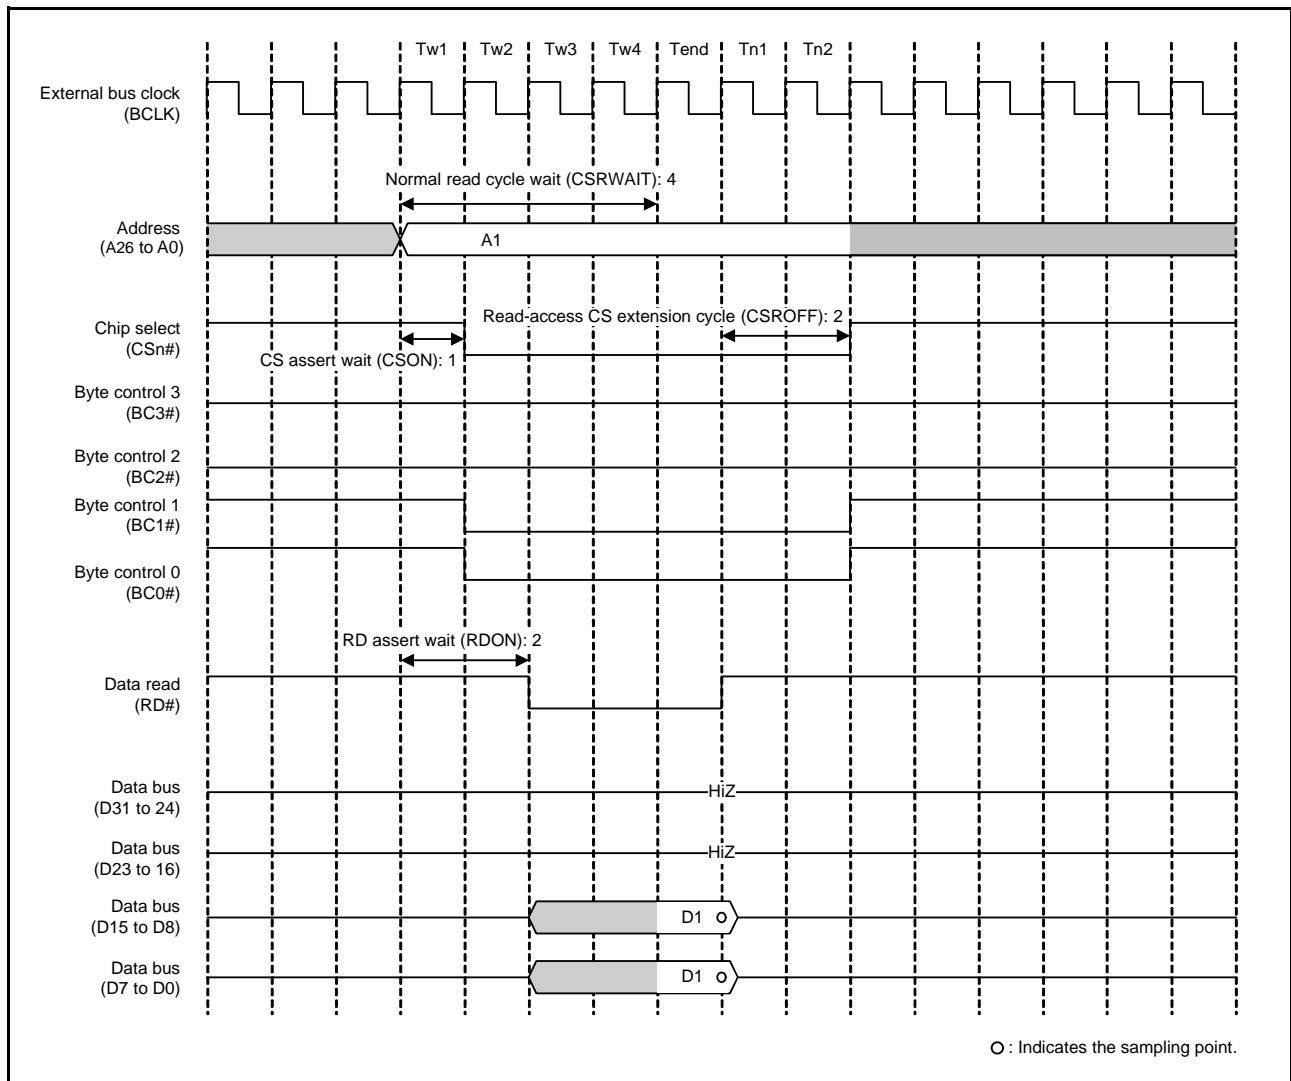 Tw1 Tw2 Tw3 Tw4 Tend Tn1 Tn2
External bus clock
(BCLK)
Normal read cycle wait (CSRWAIT): 4
Address
(A26 to A0)
A1
Read-access CS extension cycle (CSROFF): 2
Chip select
(CSn#)
CS assert wait (CSON): 1
Byte control 3
(BC3#)
Byte control 2
(BC2#)
Byte control 1
(BC1#)
Byte control 0
(BC0#)
RD assert wait (RDON): 2
Data read
(RD#)
Data bus
(D31 to 24)
HiZ
Data bus
(D23 to 16)
HiZ
Data bus
(D15 to D8)
D1
Data bus
(D7 to D0)
D1
: Indicates the sampling point.